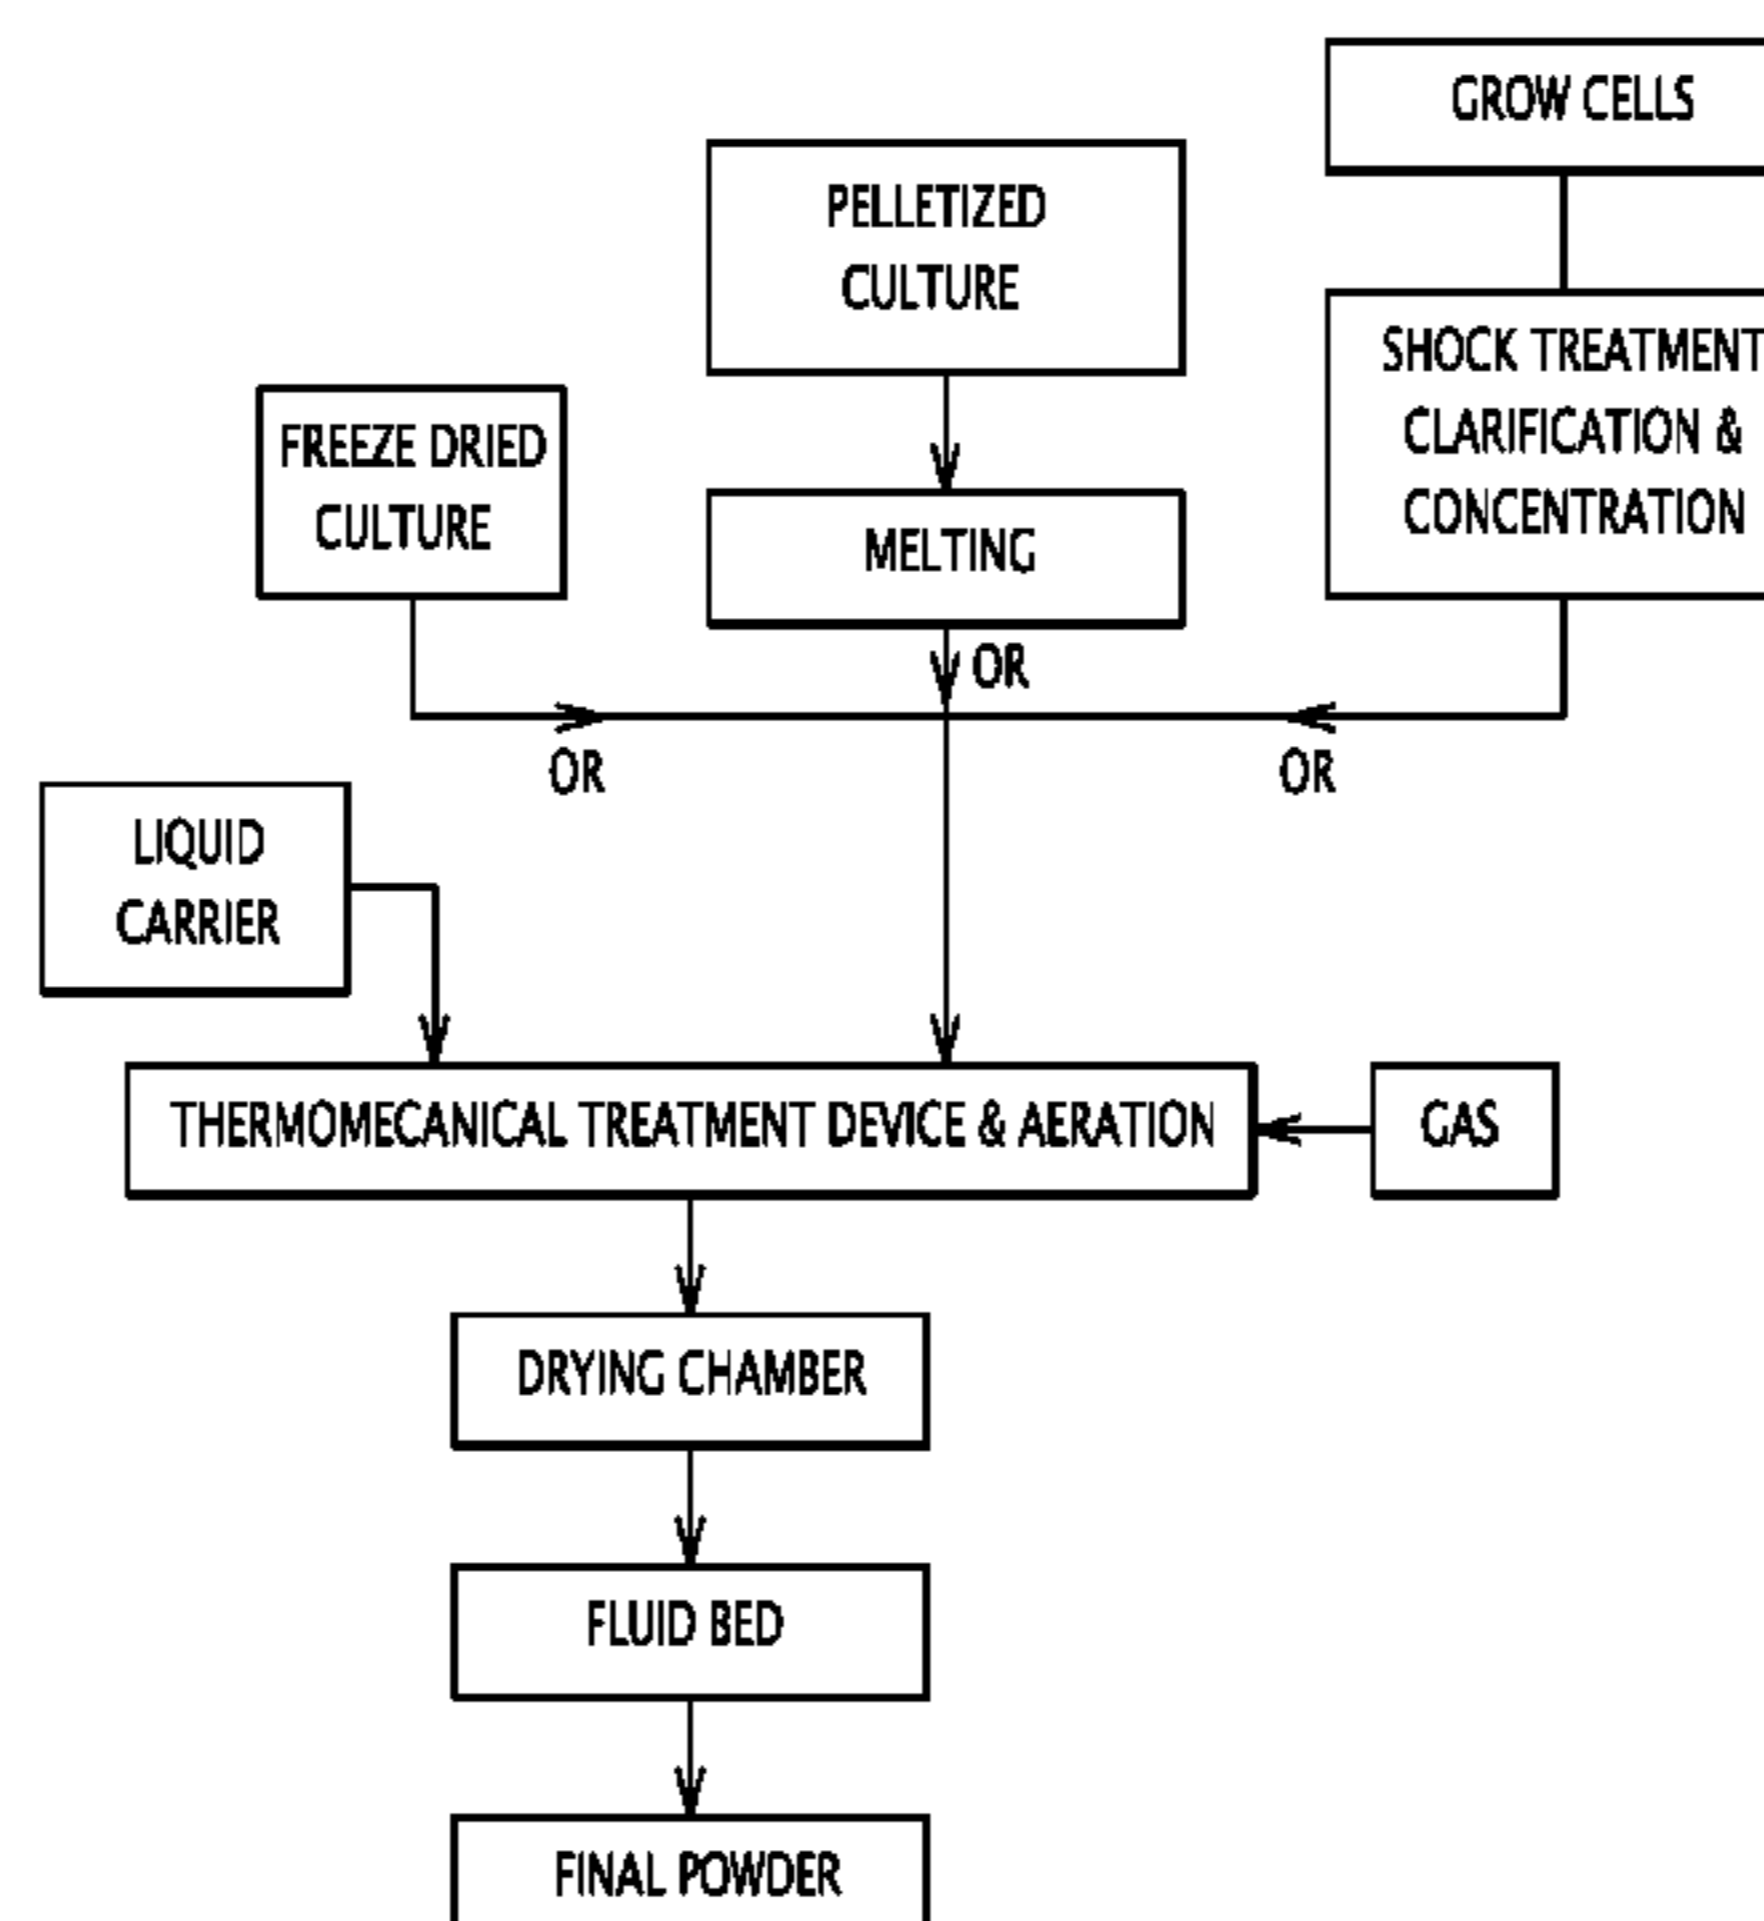 GROW CELLS
PELLETIZED
CULTURE
SHOCK TREATMENT
CLARIFICATION &
CONCENTRATION
FREEZE DRIED
CULTURE
MELTING
OR
OR
OR
LIQUID
CARRIER
THERMOMECANICAL TREATMENT DEVICE & AERATION
GAS
DRYING CHAMBER
FLUID BED
FINAL POWDER